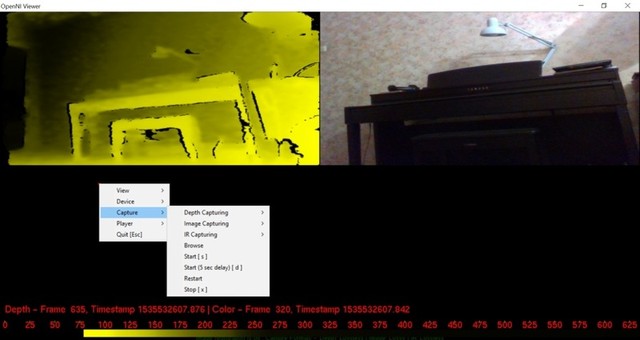 OpenNI Viewer
YAMAHA
View
Device
Capture
Player
Quit [Esc]
Depth Capturing
Image Capturing
IR Capturing
Browse
Start [ s ]
Start (5 sec delay) [ d ]
Restart
Stop [ x ]
Depth - Frame 635, Timestamp 1535532607.076 | Color - Frame 320, Timestamp 1535532607.042
0 25 50 75 100 125 150 175 200 225 250 275 300 325 350 375 400 425 450 475 500 525 550 575 600 625